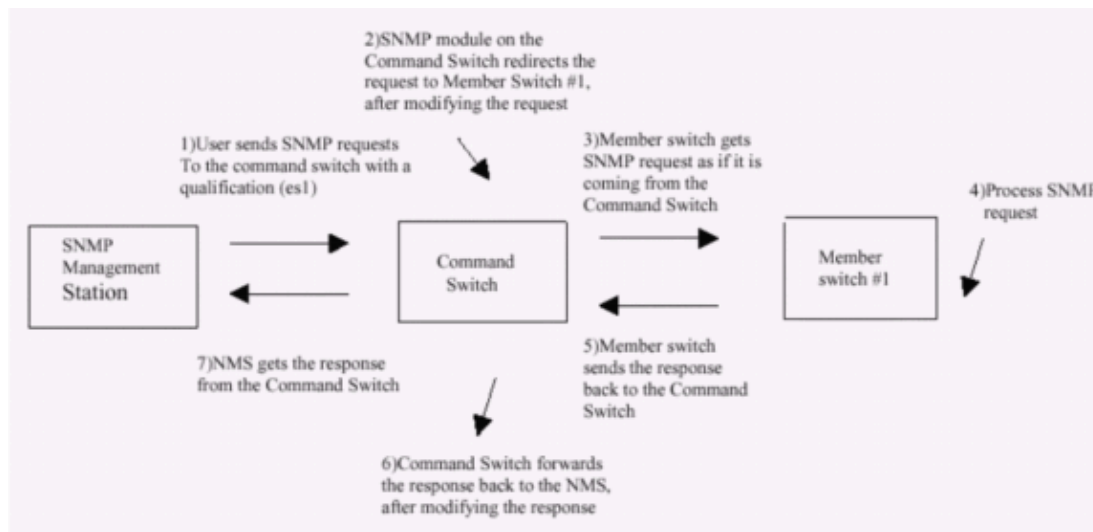 2)SNMP module on the
Command Switch redirects the
request to Member Switch #1,
after modifying the request
1)User sends SNMP requests
To the command switch with a
qualification (es1)
3)Member switch gets
SNMP request as if it is
coming from the
Command Switch
4)Process SNMP
request
SNMP
Management
Station
Command
Switch
Member
switch #1
7)NMS gets the response
from the Command Switch
5)Member switch
sends the response
back to the Command
Switch
6)Command Switch forwards
the response back to the NMS,
after modifying the response